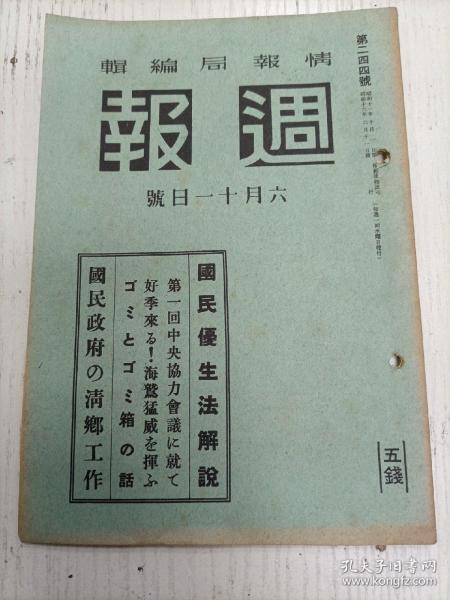 第二四四號
情報局編輯
週報
六月十一日號
國民優生法解說
第一回中央協力會議に就て
好季來る!海鷲猛威を揮ふ
ゴミとゴミ箱の話
國民政府の清鄕工作
五錢
孔夫子旧书网
www.kongfz.com